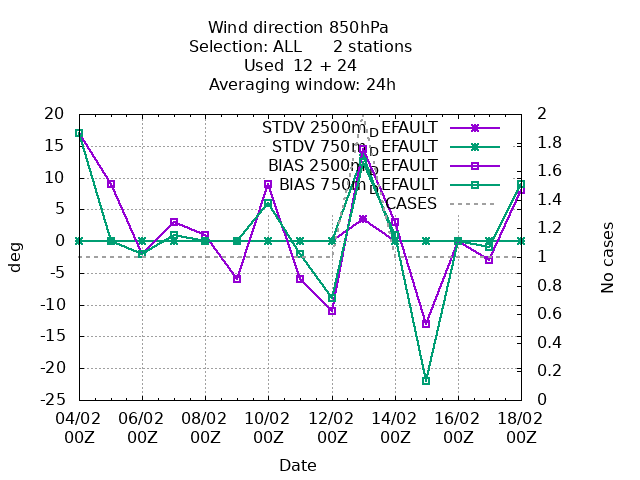 Wind direction 850hPa
Selection: ALL 2 stations
Used 12 + 24
Averaging window: 24h
STDV 2500m_DEFAULT
STDV 750m_DEFAULT
BIAS 2500m_DEFAULT
BIAS 750m_DEFAULT
CASES
deg
20
15
10
5
0
-5
-10
-15
-20
-25
No cases
2
1.8
1.6
1.4
1.2
1
0.8
0.6
0.4
0.2
0
04/02 06/02 08/02 10/02 12/02 14/02 16/02 18/02
00Z 00Z 00Z 00Z 00Z 00Z 00Z 00Z
Date